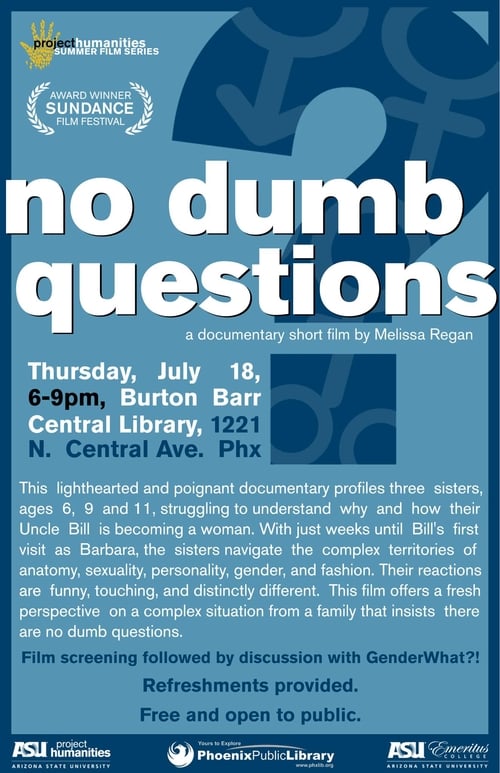 projecthumanities
SUMMER FILM SERIES
AWARD WINNER
SUNDANCE
FILM FESTIVAL
no dumb
questions
a documentary short film by Melissa Regan
Thursday, July 18,
6-9pm, Burton Barr
Central Library, 1221
N. Central Ave. Phx
This lighthearted and poignant documentary profiles three sisters,
ages 6, 9 and 11, struggling to understand why and how their
Uncle Bill is becoming a woman. With just weeks until Bill's first
visit as Barbara, the sisters navigate the complex territories of
anatomy, sexuality, personality, gender, and fashion. Their reactions
are funny, touching, and distinctly different. This film offers a fresh
perspective on a complex situation from a family that insists there
are no dumb questions.
Film screening followed by discussion with GenderWhat?!
Refreshments provided.
Free and open to public.
ASU project
humanities
ARIZONA STATE UNIVERSITY
Yours to Explore
PhoenixPublicLibrary
www.phxlib.org
ASU Emeritus
COLLEGE
ARIZONA STATE UNIVERSITY